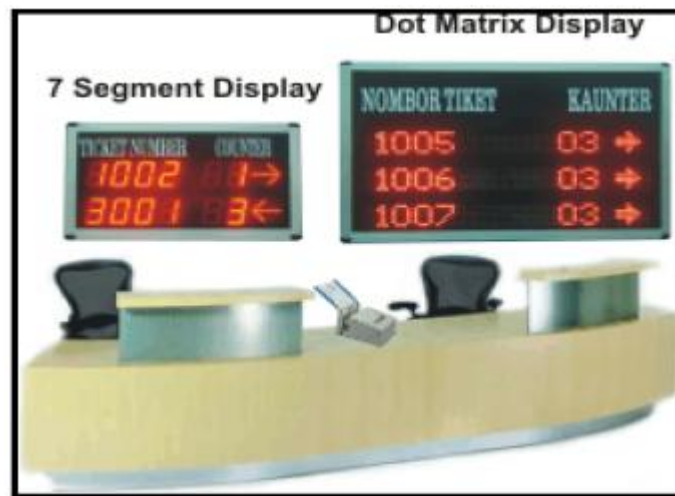 Dot Matrix Display
7 Segment Display
NOMBOR TIKET KAUNTER
1005 03 →
1006 03 →
1007 03 →
TICKET NUMBER COUNTER
1002 1→
3001 3←